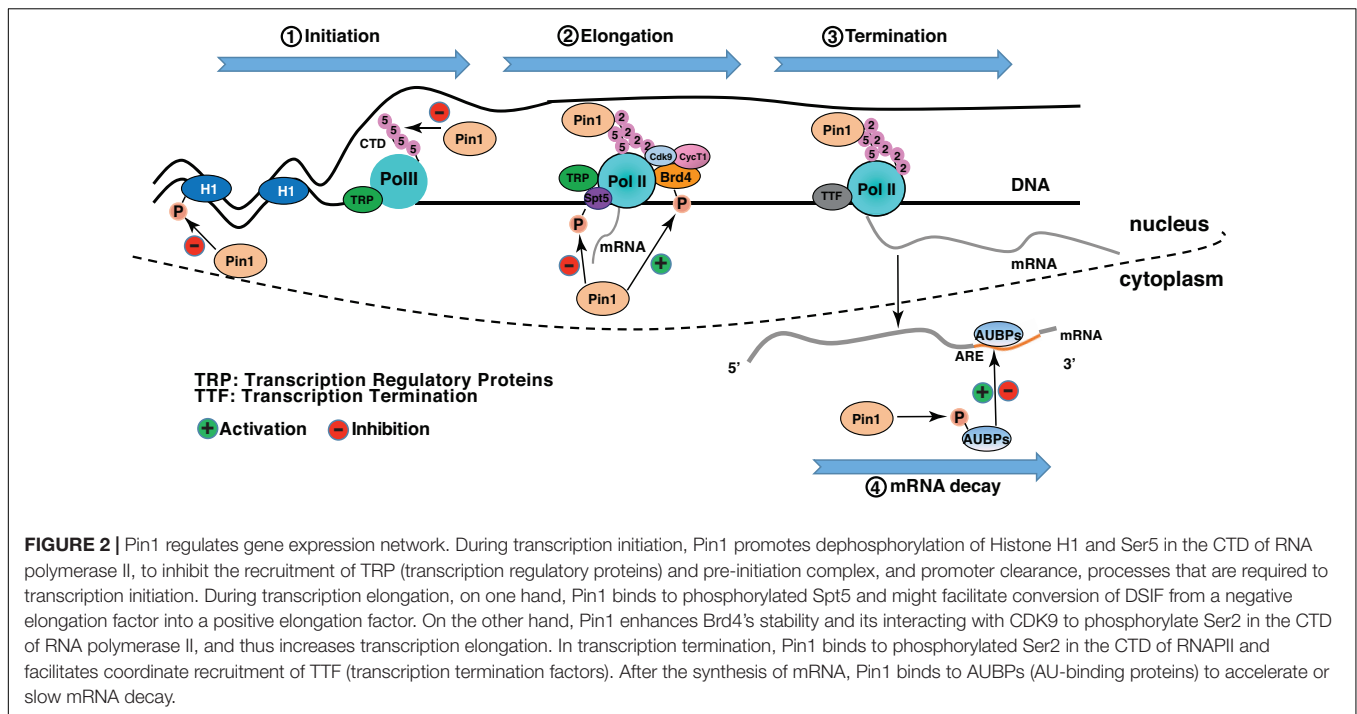 ① Initiation
② Elongation
③ Termination
5
5
5
5
CTD
Pin1
PolII
TRP
H1
H1
P
Pin1
Pin1
2
2
5
2
2
5
2
Cdk9
CycT1
TRP
Pol II
Brd4
Spt5
P
P
mRNA
Pin1
Pin1
2
2
5
2
2
5
2
TTF
Pol II
DNA
nucleus
mRNA
cytoplasm
5’
ARE
AUBPs
mRNA
3’
Pin1
P
AUBPs
④ mRNA decay
TRP: Transcription Regulatory Proteins
TTF: Transcription Termination
+ Activation - Inhibition
FIGURE 2 | Pin1 regulates gene expression network. During transcription initiation, Pin1 promotes dephosphorylation of Histone H1 and Ser5 in the CTD of RNA
polymerase II, to inhibit the recruitment of TRP (transcription regulatory proteins) and pre-initiation complex, and promoter clearance, processes that are required to
transcription initiation. During transcription elongation, on one hand, Pin1 binds to phosphorylated Spt5 and might facilitate conversion of DSIF from a negative
elongation factor into a positive elongation factor. On the other hand, Pin1 enhances Brd4’s stability and its interacting with CDK9 to phosphorylate Ser2 in the CTD
of RNA polymerase II, and thus increases transcription elongation. In transcription termination, Pin1 binds to phosphorylated Ser2 in the CTD of RNAPII and
facilitates coordinate recruitment of TTF (transcription termination factors). After the synthesis of mRNA, Pin1 binds to AUBPs (AU-binding proteins) to accelerate or
slow mRNA decay.